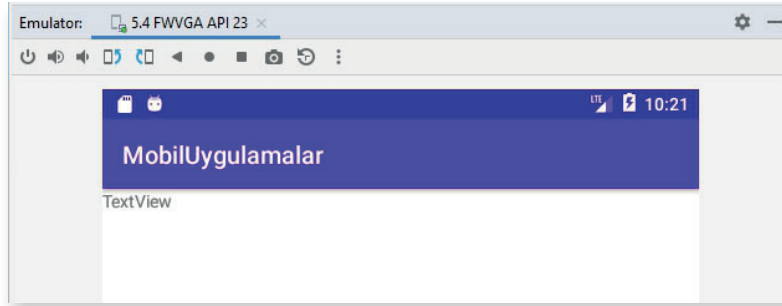 Emulator: 5.4 FWVGA API 23
LTE 10:21
MobilUygulamalar
TextView